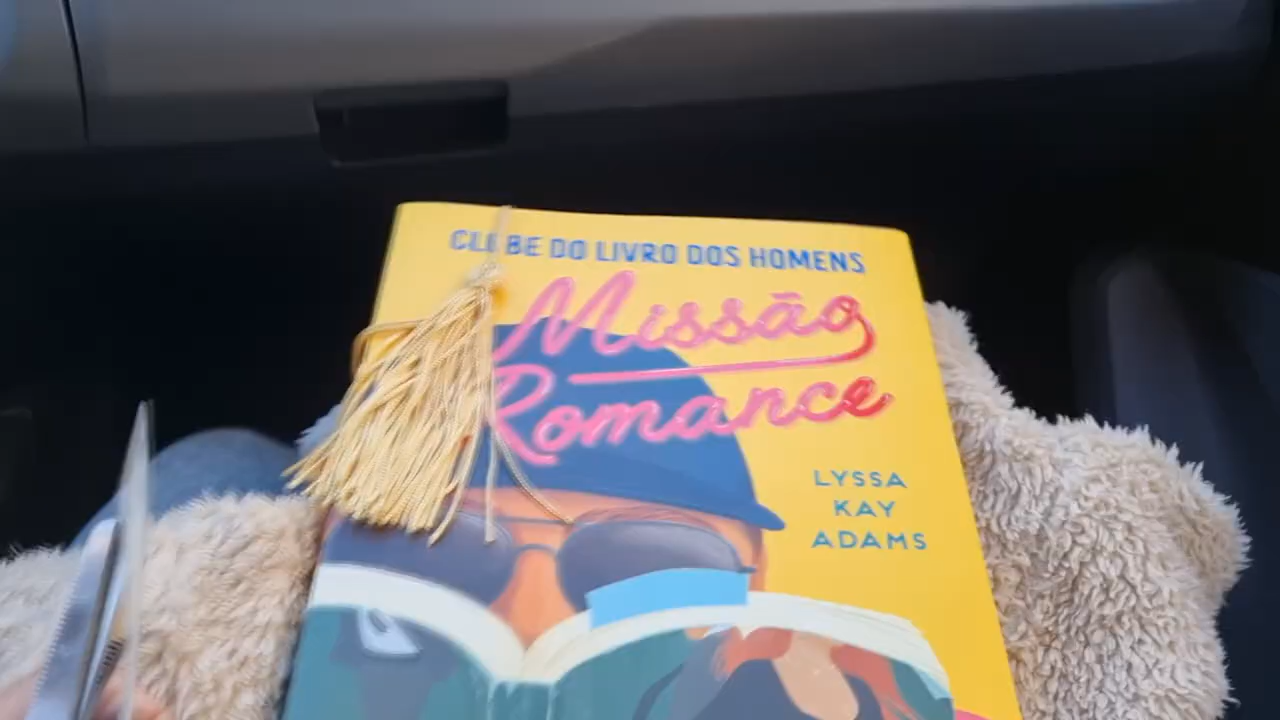 CLUBE DO LIVRO DOS HOMENS
Missão
Romance
LYSSA
KAY
ADAMS